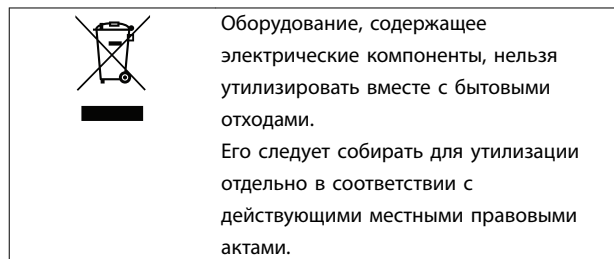 Оборудование, содержащее
электрические компоненты, нельзя
утилизировать вместе с бытовыми
отходами.
Его следует собирать для утилизации
отдельно в соответствии с
действующими местными правовыми
актами.